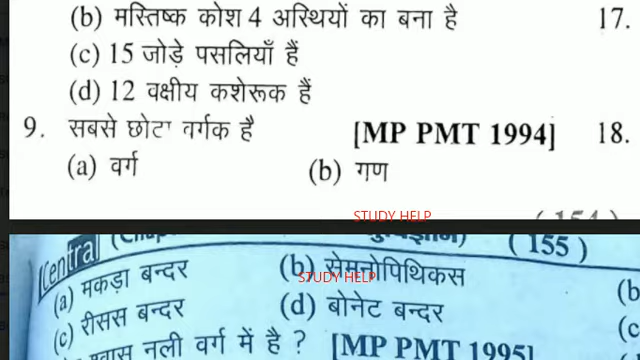 (b) मस्तिष्क कोश 4 अस्थियों का बना है
17.
(c) 15 जोड़े पसलियाँ हैं
(d) 12 वक्षीय कशेरूक हैं
9. सबसे छोटा वर्गक है [MP PMT 1994] 18.
(a) वर्ग (b) गण
STUDY HELP
Central
(155)
(a) मकड़ा बन्दर (b) सेमनोपिथिकस (b
STUDY HELP
(c) रीसस बन्दर (d) बोनेट बन्दर (c
नली वर्ग में है ? [MP PMT 1995]